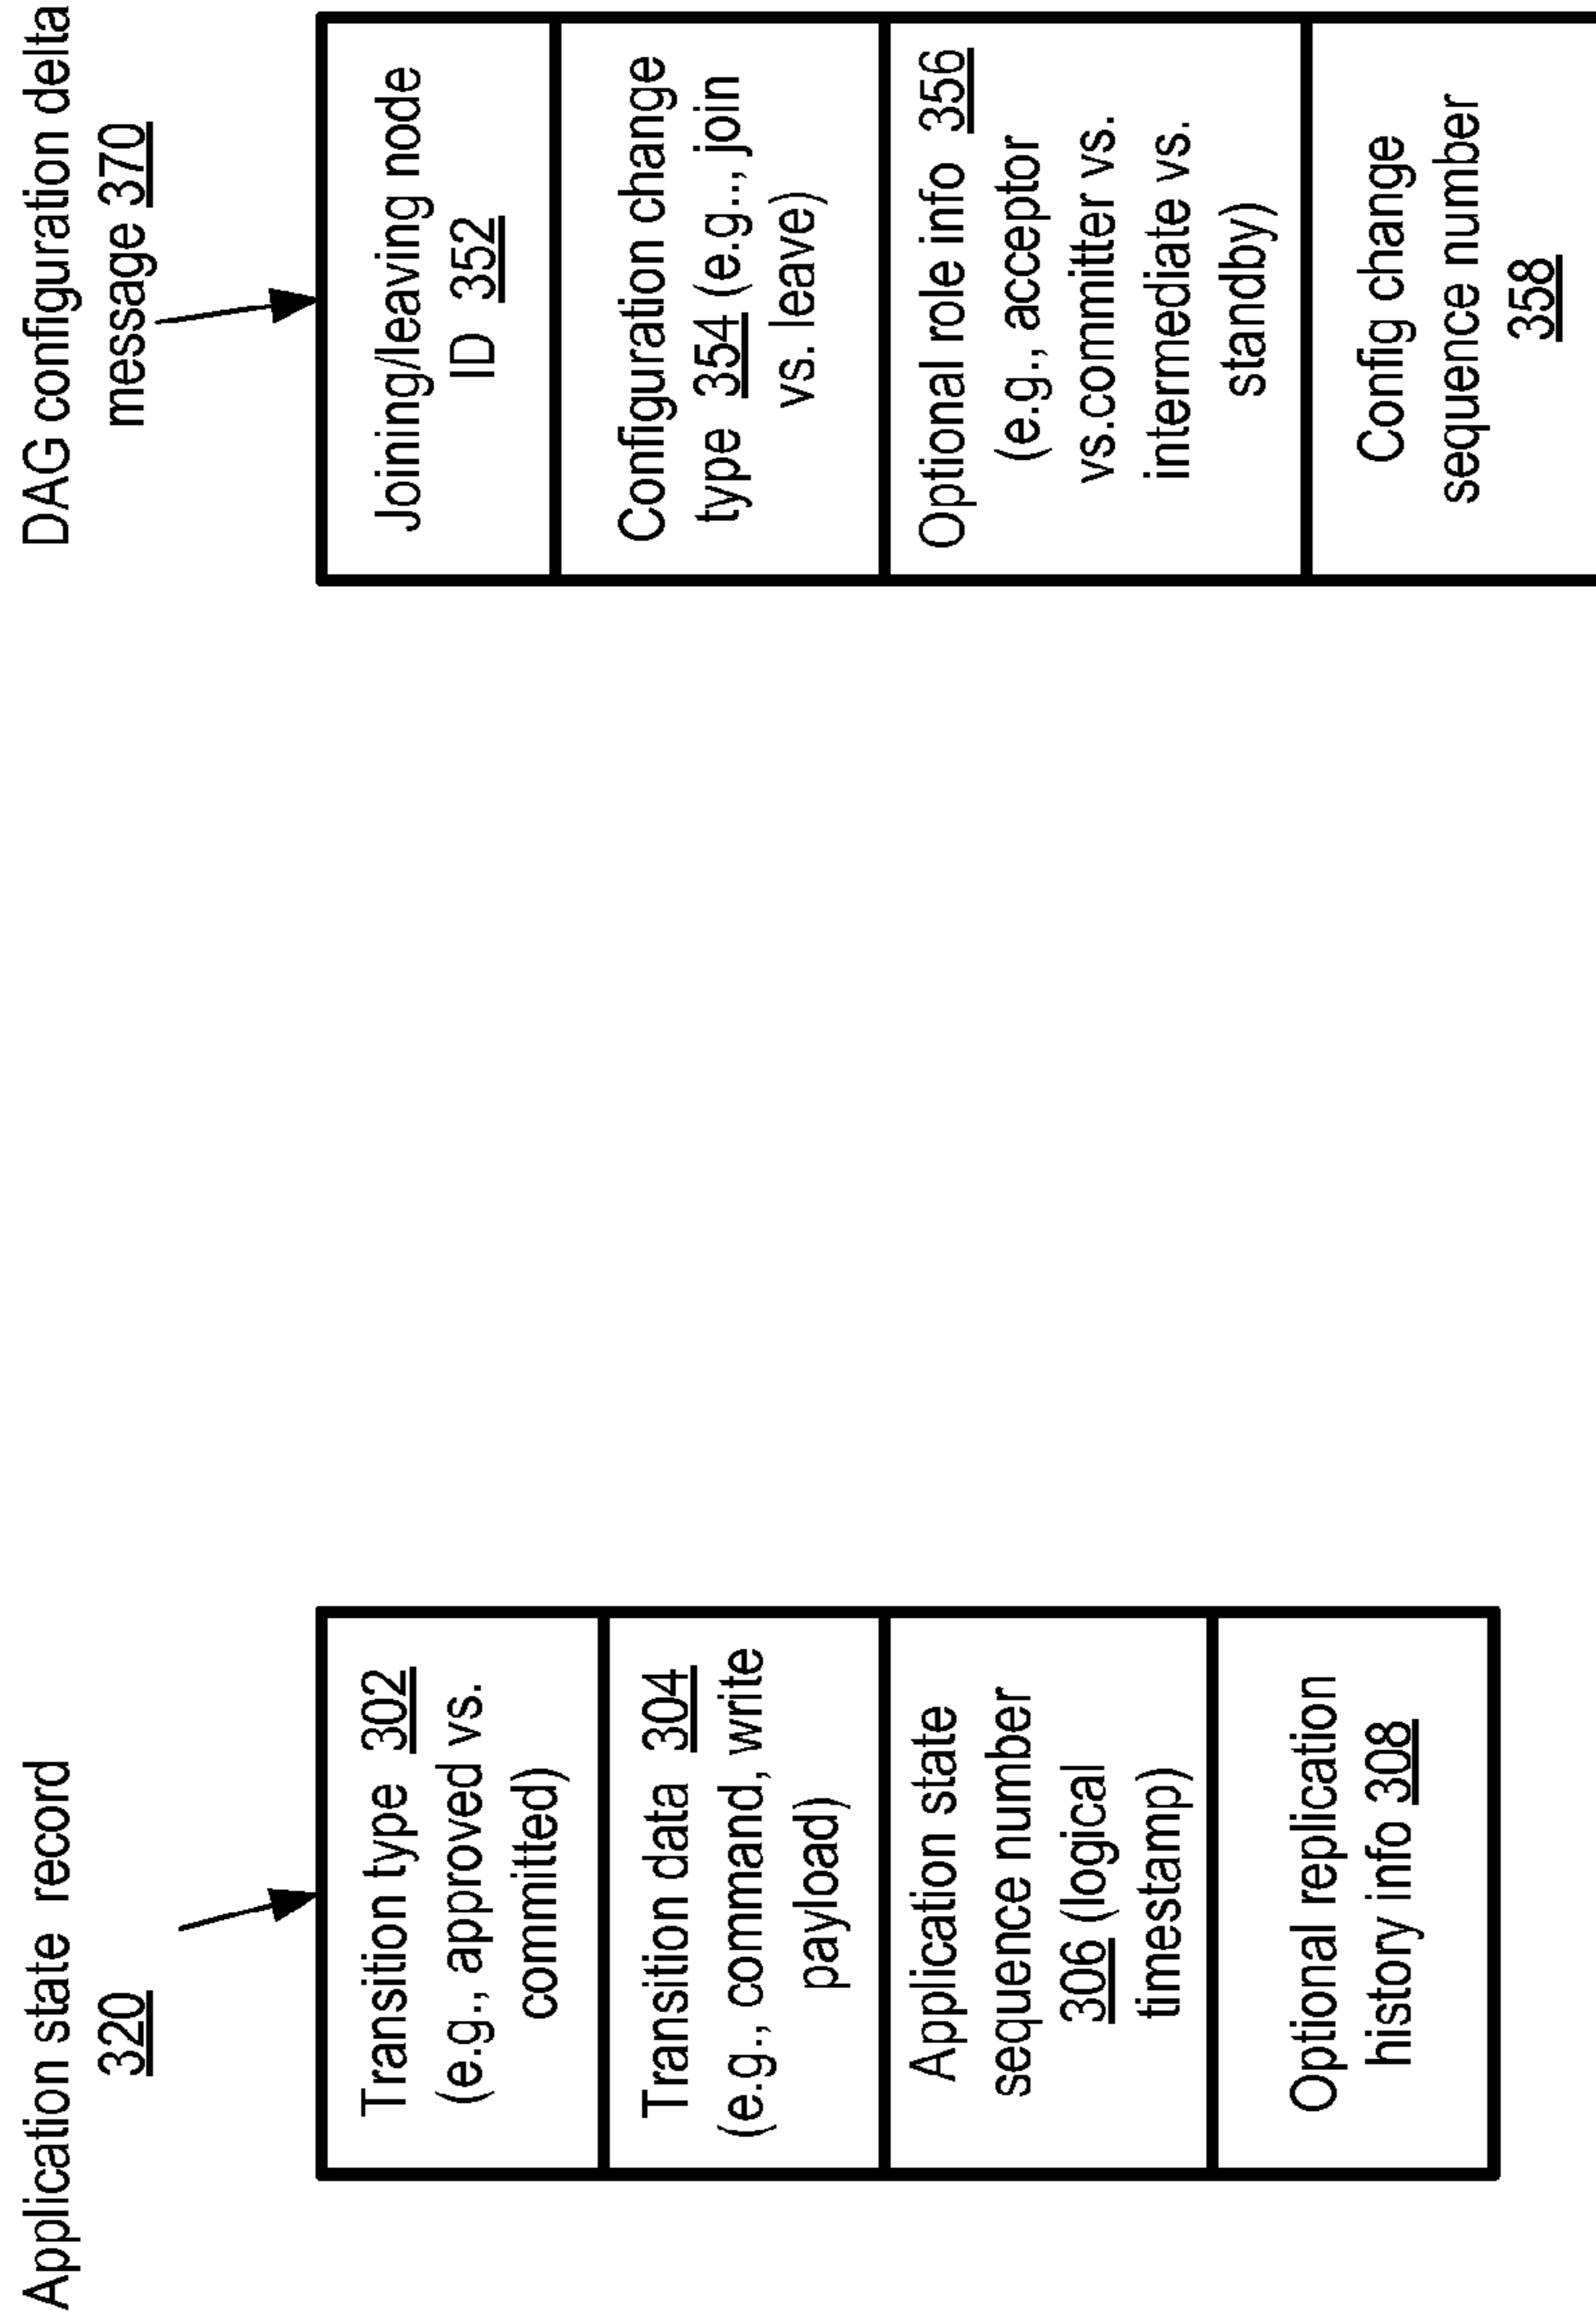 Application state record
320
Transition type 302
(e.g., approved vs.
committed)
Transition data 304
(e.g., command, write
payload)
Application state
sequence number
306 (logical
timestamp)
Optional replication
history info 308
DAG configuration delta
message 370
Joining/leaving node
ID 352
Configuration change
type 354 (e.g.., join
vs. leave)
Optional role info 356
(e.g., acceptor
vs.committer vs.
intermediate vs.
standby)
Config change
sequence number
358